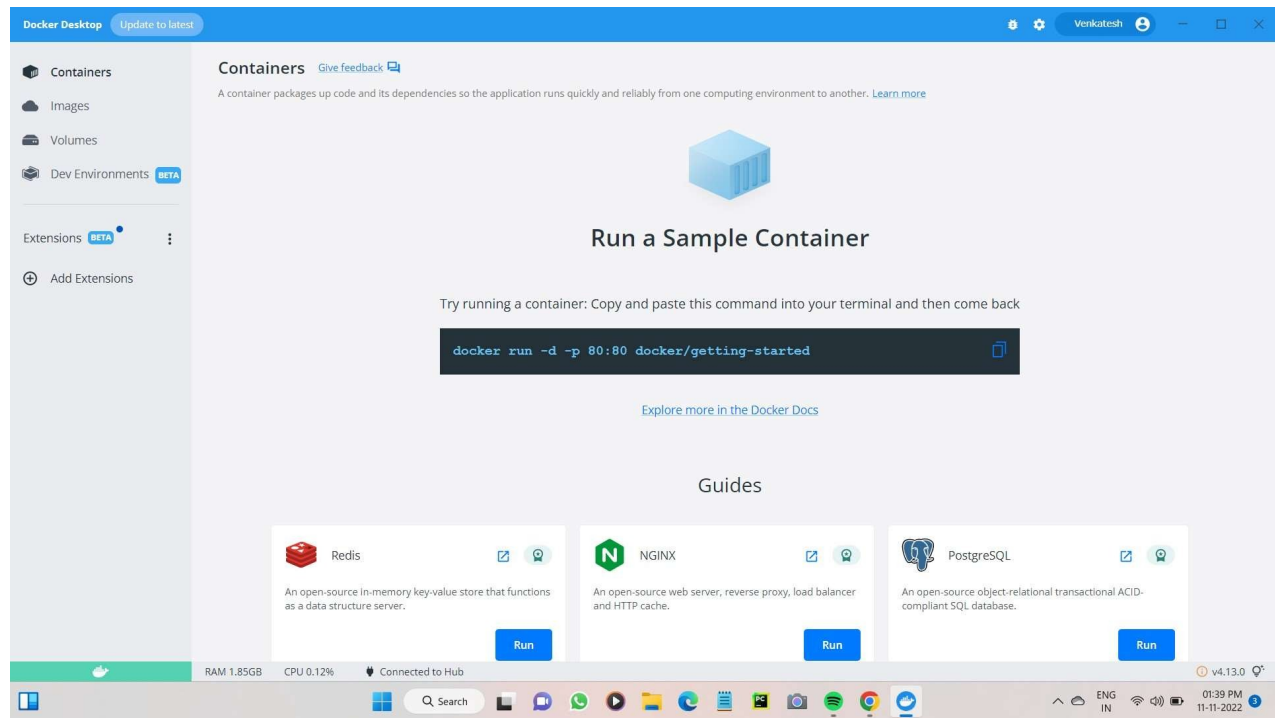 Docker Desktop Update to latest
Venkatesh
Containers
Images
Volumes
Dev Environments BETA
Extensions BETA
Add Extensions
Containers Give feedback
A container packages up code and its dependencies so the application runs quickly and reliably from one computing environment to another. Learn more
Run a Sample Container
Try running a container: Copy and paste this command into your terminal and then come back
docker run -d -p 80:80 docker/getting-started
Explore more in the Docker Docs
Guides
Redis
An open-source in-memory key-value store that functions
as a data structure server.
Run
NGINX
An open-source web server, reverse proxy, load balancer
and HTTP cache.
Run
PostgreSQL
An open-source object-relational transactional ACID-
compliant SQL database.
Run
RAM 1.85GB CPU 0.12% Connected to Hub
v4.13.0
Search
PC
ENG
IN
01:39 PM
11-11-2022
3